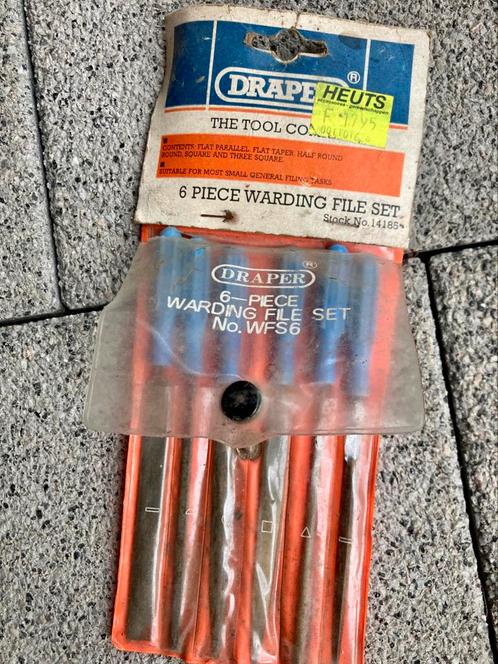 DRAPER®
HEUTS
THE TOOL
CONTENTS: FLAT PARALLEL, FLAT TAPER, HALF ROUND
ROUND, SQUARE AND THREE SQUARE.
SUITABLE FOR MOST SMALL GENERAL FILING TASKS
6 PIECE WARDING FILE SET
Stock No. 14185
DRAPER®
6-PIECE
WARDING FILE SET
No. WFS6